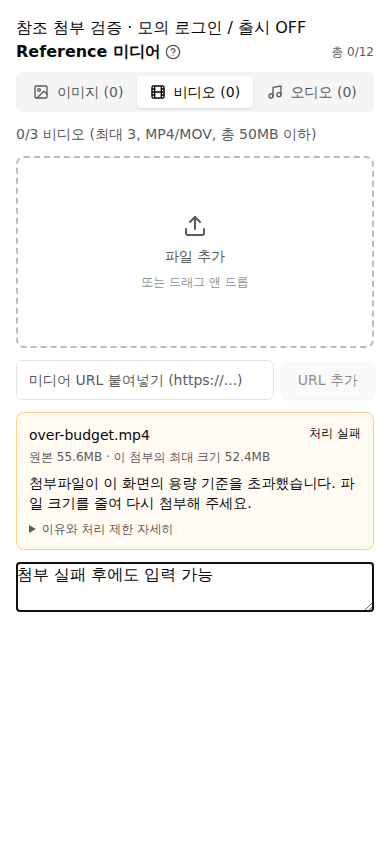 참조 첨부 검증 · 모의 로그인 / 출시 OFF
Reference 미디어
총 0/12
이미지 (0)
비디오 (0)
오디오 (0)
0/3 비디오 (최대 3, MP4/MOV, 총 50MB 이하)
파일 추가
또는 드래그 앤 드롭
미디어 URL 붙여넣기 (https://...)
URL 추가
over-budget.mp4
처리 실패
원본 55.6MB · 이 첨부의 최대 크기 52.4MB
첨부파일이 이 화면의 용량 기준을 초과했습니다. 파
일 크기를 줄여 다시 첨부해 주세요.
▶ 이유와 처리 제한 자세히
첨부 실패 후에도 입력 가능